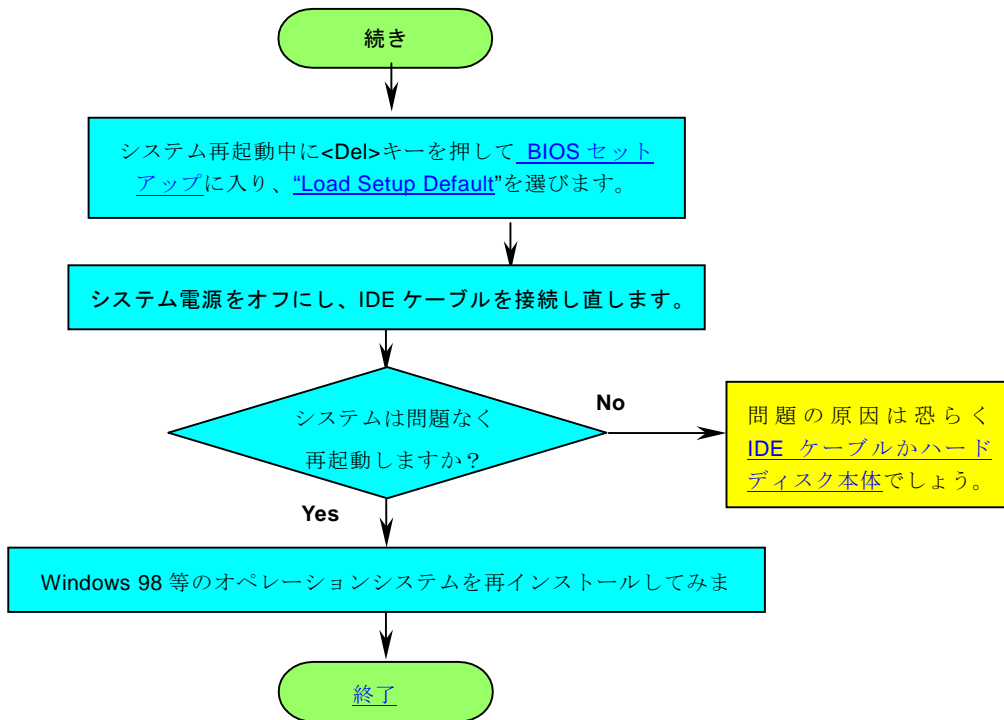 続き
システム再起動中に<Del>キーを押して BIOS セット
アップに入り、“Load Setup Default”を選びます。
システム電源をオフにし、IDE ケーブルを接続し直します。
システムは問題なく
再起動しますか？
No
問題の原因は恐らく
IDE ケーブルかハード
ディスク本体でしょう。
Yes
Windows 98 等のオペレーションシステムを再インストールしてみま
終了